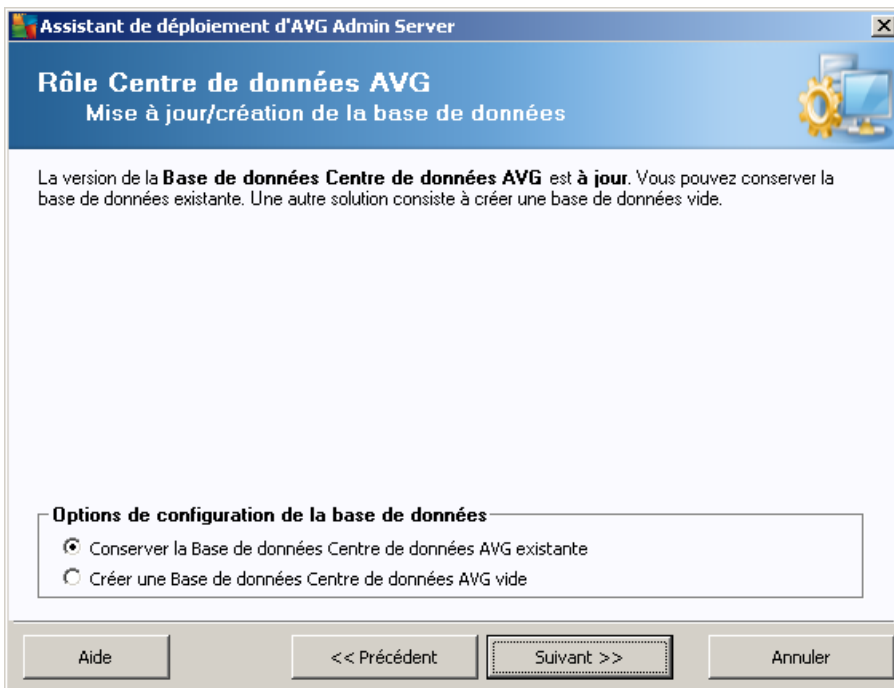 Assistant de déploiement d'AVG Admin Server
Rôle Centre de données AVG
Mise à jour/création de la base de données
La version de la Base de données Centre de données AVG est à jour. Vous pouvez conserver la
base de données existante. Une autre solution consiste à créer une base de données vide.
Options de configuration de la base de données
Conserver la Base de données Centre de données AVG existante
Créer une Base de données Centre de données AVG vide
Aide
<< Précédent
Suivant >>
Annuler